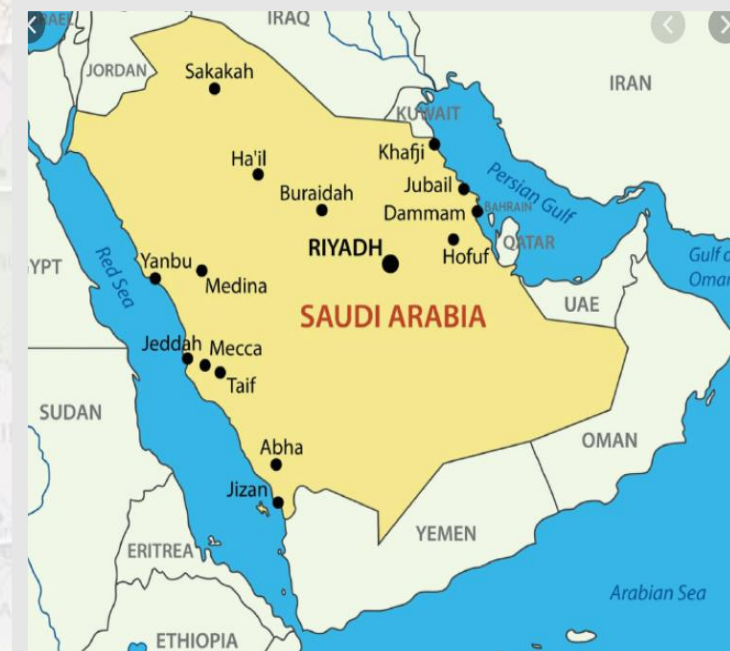 IRAQ
JORDAN
Sakakah
IRAN
KUWAIT
Khafji
Ha'il
Persian Gulf
Buraidah
Jubail
Dammam
BAHRAIN
RIYADH
Hofuf
QATAR
Gulf o
Oman
Red Sea
YPT
Yanbu
Medina
UAE
SAUDI ARABIA
Jeddah
Mecca
Taif
SUDAN
OMAN
Abha
Jizan
YEMEN
ERITREA
Arabian Sea
ETHIOPIA